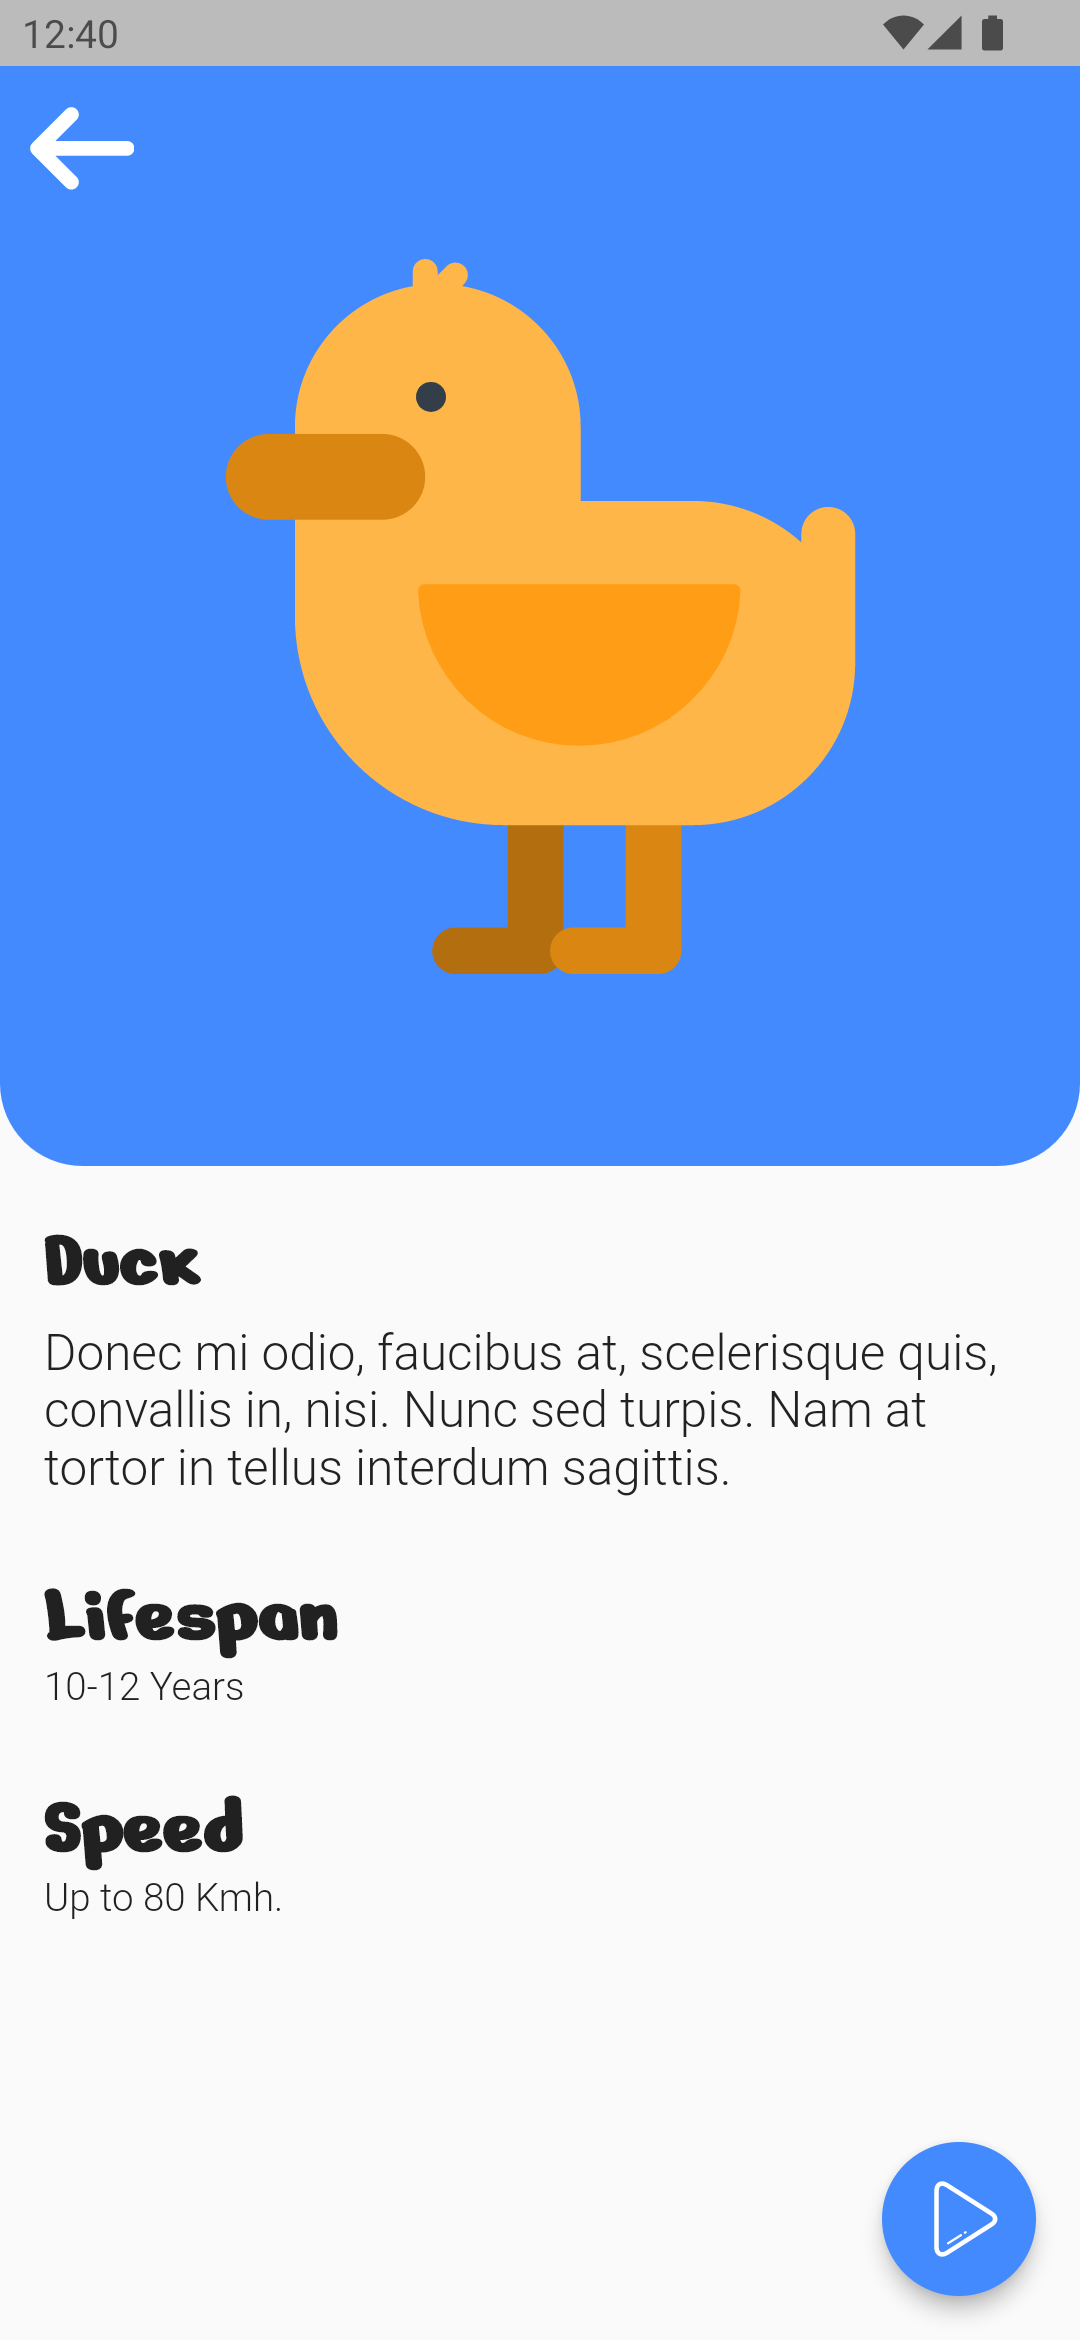 12:40
Duck
Donec mi odio, faucibus at, scelerisque quis,
convallis in, nisi. Nunc sed turpis. Nam at
tortor in tellus interdum sagittis.
Lifespan
10-12 Years
Speed
Up to 80 Kmh.